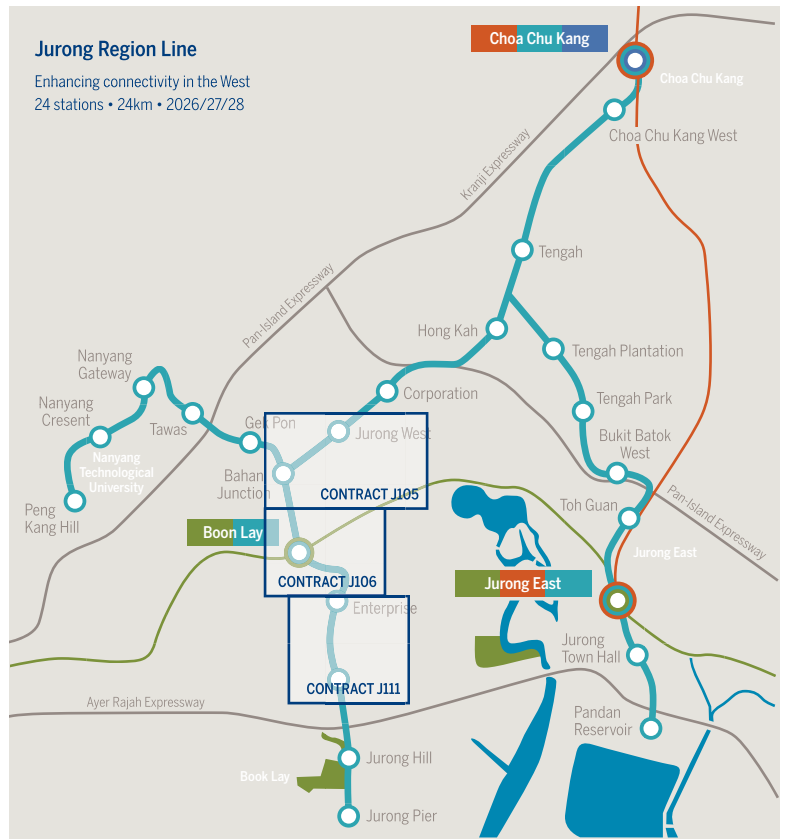 Jurong Region Line
Enhancing connectivity in the West
24 stations • 24km • 2026/27/28
Choa Chu Kang
Choa Chu Kang
Choa Chu Kang West
Kranji Expressway
Tengah
Pan-Island Expressway
Hong Kah
Tengah Plantation
Nanyang
Gateway
Corporation
Tengah Park
Nanyang
Cresent
Tawas
Gek Pon
Jurong West
Bukit Batok
West
Nanyang
Technological
University
Bahan
Junction
CONTRACT J105
Peng
Kang Hill
Toh Guan
Pan-Island Expressway
Boon Lay
Jurong East
CONTRACT J106
Jurong East
Enterprise
Jurong
Town Hall
CONTRACT J111
Ayer Rajah Expressway
Pandan
Reservoir
Jurong Hill
Book Lay
Jurong Pier